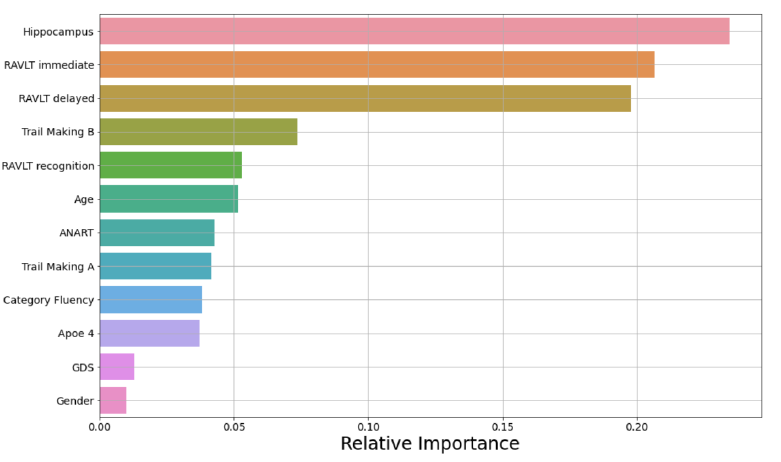 Hippocampus
RAVLT immediate
RAVLT delayed
Trail Making B
RAVLT recognition
Age
ANART
Trail Making A
Category Fluency
Apoe 4
GDS
Gender
0.00 0.05 0.10 0.15 0.20
Relative Importance